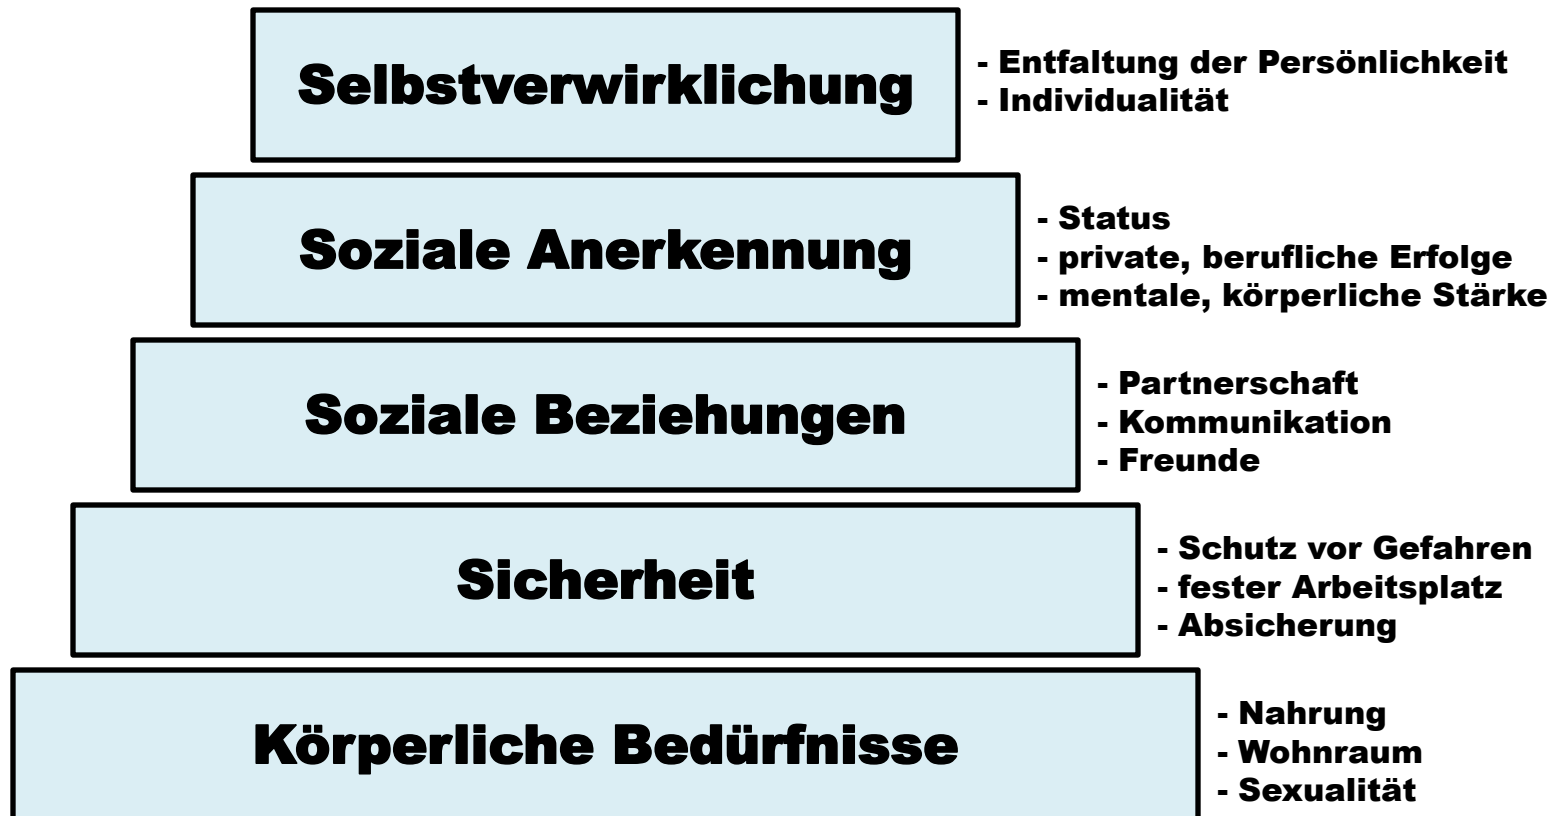 Selbstverwirklichung
- Entfaltung der Persönlichkeit
- Individualität
Soziale Anerkennung
- Status
- private, berufliche Erfolge
- mentale, körperliche Stärke
Soziale Beziehungen
- Partnerschaft
- Kommunikation
- Freunde
Sicherheit
- Schutz vor Gefahren
- fester Arbeitsplatz
- Absicherung
Körperliche Bedürfnisse
- Nahrung
- Wohnraum
- Sexualität